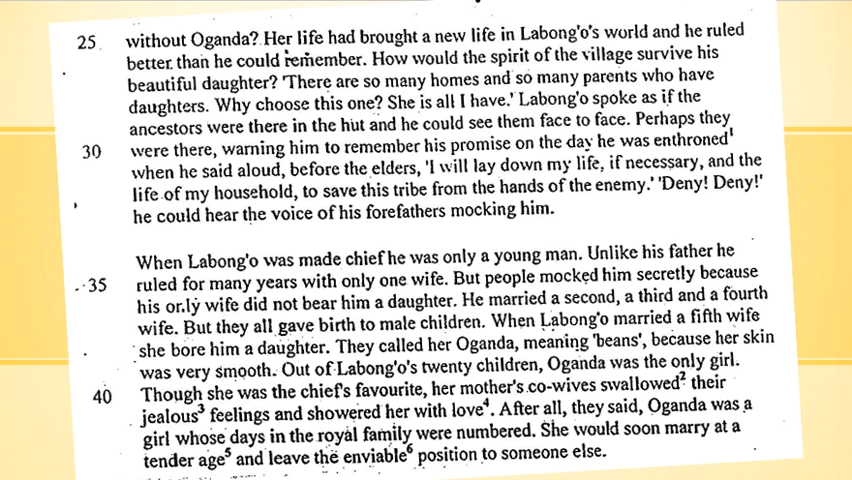 25 without Oganda? Her life had brought a new life in Labong'o's world and he ruled
better than he could remember. How would the spirit of the village survive his
beautiful daughter? 'There are so many homes and so many parents who have
daughters. Why choose this one? She is all I have.' Labong'o spoke as if the
ancestors were there in the hut and he could see them face to face. Perhaps they
30 were there, warning him to remember his promise on the day he was enthroned¹
when he said aloud, before the elders, 'I will lay down my life, if necessary, and the
life of my household, to save this tribe from the hands of the enemy.' 'Deny! Deny!'
he could hear the voice of his forefathers mocking him.
When Labong'o was made chief he was only a young man. Unlike his father he
35 ruled for many years with only one wife. But people mocked him secretly because
his or.ly wife did not bear him a daughter. He married a second, a third and a fourth
wife. But they all gave birth to male children. When Labong'o married a fifth wife
she bore him a daughter. They called her Oganda, meaning 'beans', because her skin
was very smooth. Out of Labong'o's twenty children, Oganda was the only girl.
40 Though she was the chief's favourite, her mother's co-wives swallowed² their
jealous³ feelings and showered her with love⁴. After all, they said, Oganda was a
girl whose days in the royal family were numbered. She would soon marry at a
tender age⁵ and leave the enviable⁶ position to someone else.